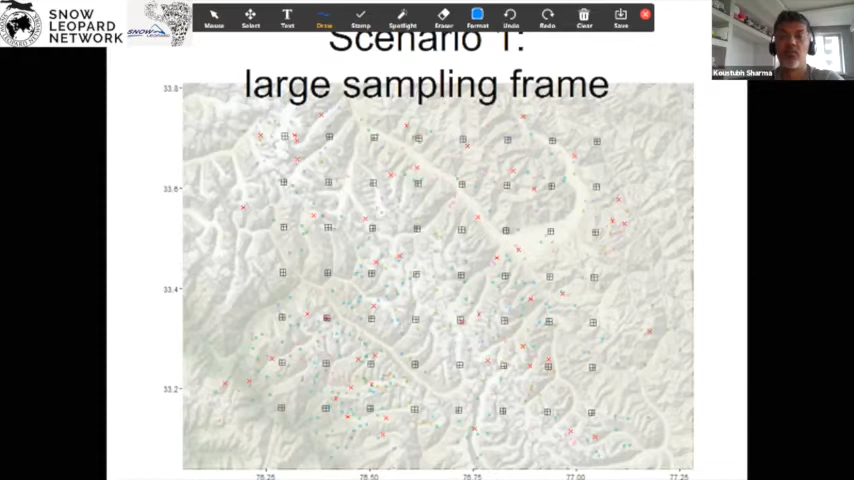 SNOW
LEOPARD
NETWORK
SNOW
LEOPARD
Mouse
Select
Text
Draw
Stamp
Spotlight
Eraser
Format
Undo
Redo
Clear
Save
Koustubh Sharma
Scenario 1:
large sampling frame
33.8
33.6
33.4
33.2
76.25
76.50
76.75
77.00
77.25